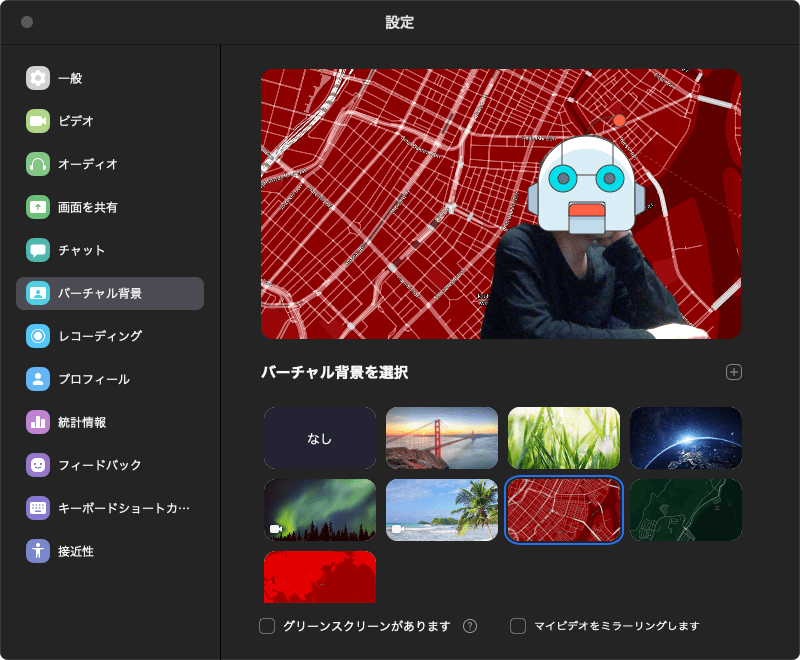 設定
一般
ビデオ
オーディオ
画面を共有
チャット
バーチャル背景
レコーディング
プロフィール
統計情報
フィードバック
キーボードショートカ…
接近性
バーチャル背景を選択
なし
グリーンスクリーンがあります ?
マイビデオをミラーリングします